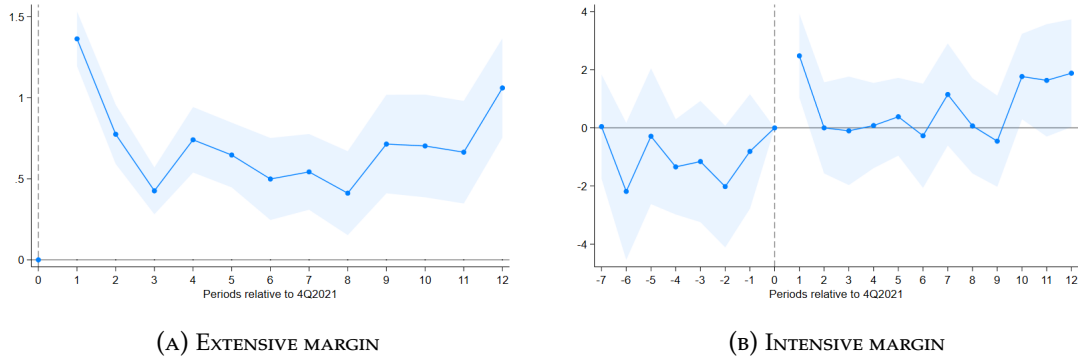 1.5
1
.5
0
0 1 2 3 4 5 6 7 8 9 10 11 12
Periods relative to 4Q2021
(A) EXTENSIVE MARGIN
4
2
0
-2
-4
-7 -6 -5 -4 -3 -2 -1 0 1 2 3 4 5 6 7 8 9 10 11 12
Periods relative to 4Q2021
(B) INTENSIVE MARGIN